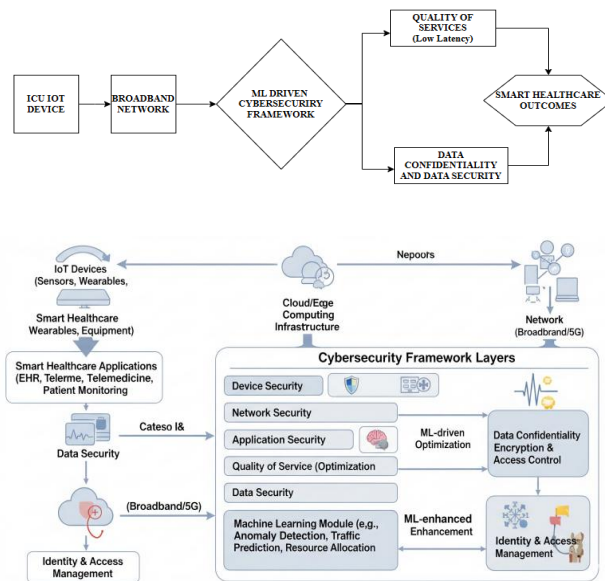 QUALITY OF
SERVICES
(Low Latency)
ICU IOT
DEVICE
BROADBAND
NETWORK
ML DRIVEN
CYBERSECURIRY
FRAMEWORK
SMART HEALTHCARE
OUTCOMES
DATA
CONFIDENTIALITY
AND DATA SECURITY
IoT Devices
(Sensors, Wearables,
Smart Healthcare
Wearables, Equipment)
Smart Healthcare Applications
(EHR, Telerme, Telemedicine,
Patient Monitoring
Data Security
(Broadband/5G)
Identity & Access
Management
Cateso I&
Cloud/Eɑge
Computing
Infrastructure
Nepoors
Network
(Broadbrand/5G)
Cybersecurity Framework Layers
Device Security
Network Security
Application Security
Quality of Service (Optimization
Data Security
Machine Learning Module (e,g.,
Anomaly Detection, Traffic
Prediction, Resource Allocation
ML-driven
Optimization
ML-enhanced
Enhancement
Data Confidentiality
Encryption &
Access Control
Identity & Access
Management